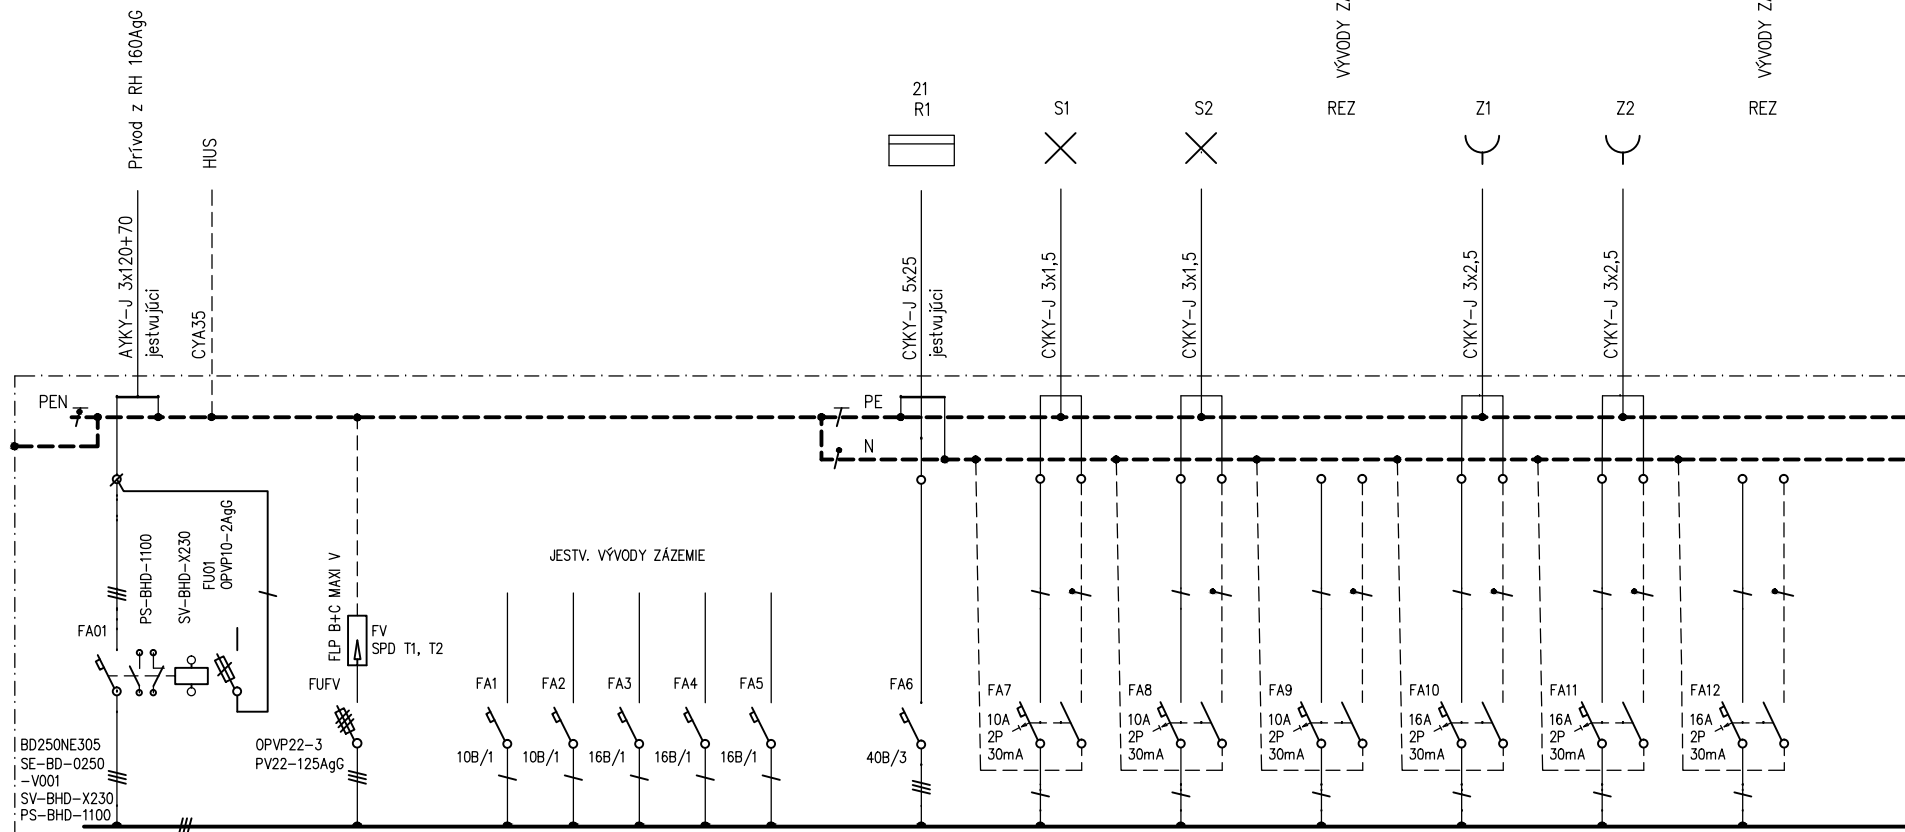 Prívod z RH 160AgG
HUS
VÝVODY ZÁ
VÝVODY ZÁ
21
R1
S1
S2
REZ
Z1
Z2
REZ
AYKY-J 3x120+70
jestvujúci
CYA35
CYKY-J 5x25
jestvujúci
CYKY-J 3x1,5
CYKY-J 3x1,5
CYKY-J 3x2,5
CYKY-J 3x2,5
PEN
PE
N
PS-BHD-1100
SV-BHD-X230
FU01
OPVP10-2AgG
FLP B+C MAXI V
JESTV. VÝVODY ZÁZEMIE
FA01
FV
SPD T1, T2
FUFV
FA1
FA2
FA3
FA4
FA5
FA6
FA7
FA8
FA9
FA10
FA11
FA12
10A
2P
30mA
10A
2P
30mA
10A
2P
30mA
16A
2P
30mA
16A
2P
30mA
16A
2P
30mA
BD250NE305
SE-BD-0250
-V001
SV-BHD-X230
PS-BHD-1100
OPVP22-3
PV22-125AgG
10B/1
10B/1
16B/1
16B/1
16B/1
40B/3